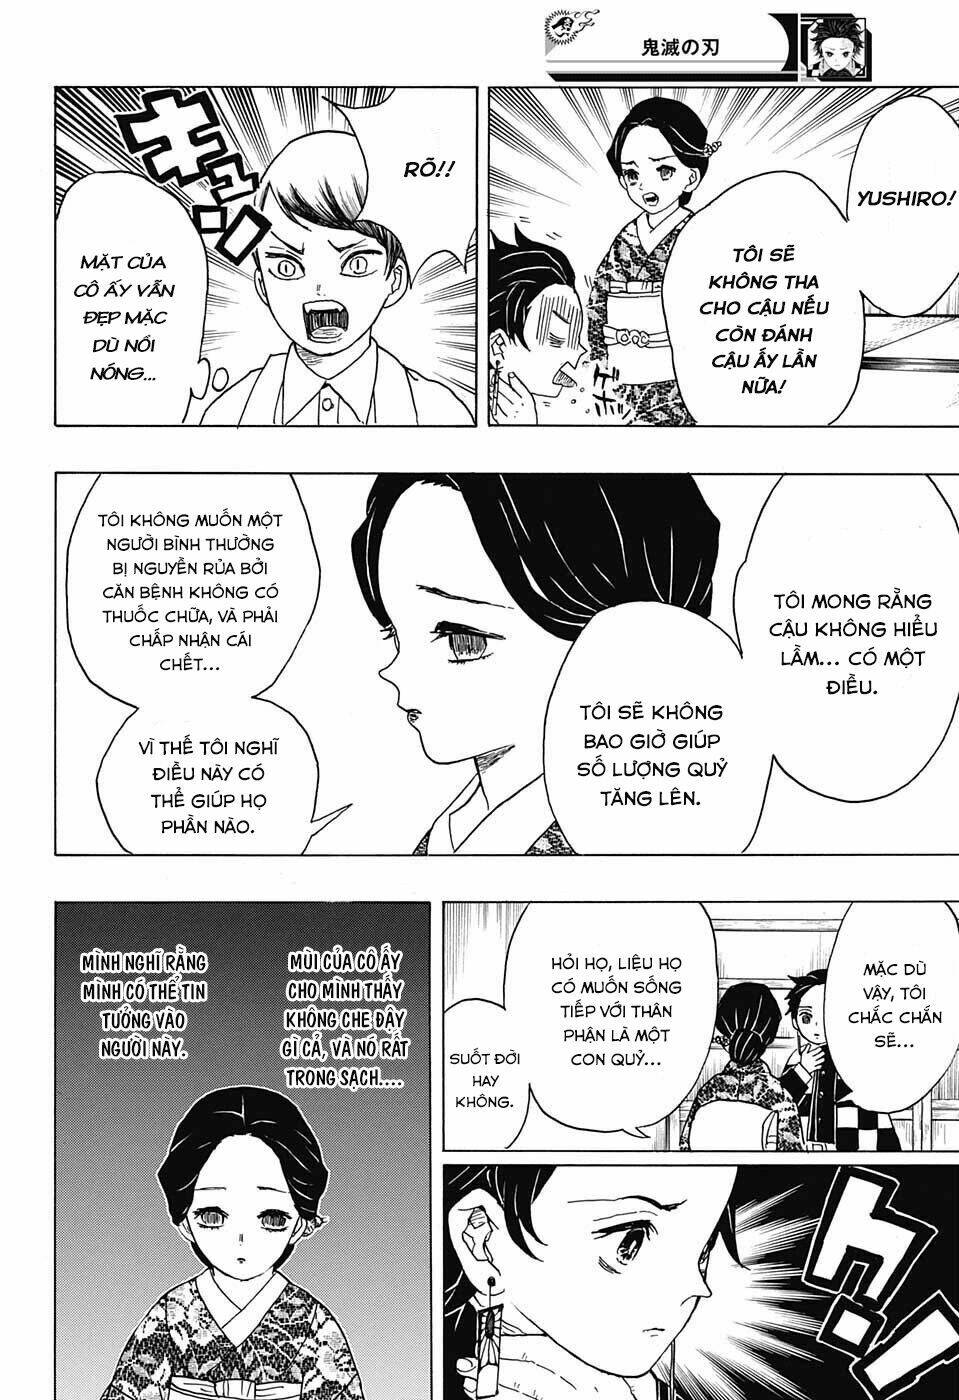 鬼滅の刃
YUSHIRO!
TÔI SẼ
KHÔNG THA
CHO CẬU NẾU
CÒN ĐÁNH
CẬU ẤY LẦN
NỮA!
RÕ!!
キュン
MẶT CỦA
CÔ ẤY VẪN
ĐẸP MẶC
DÙ NỔI
NÓNG...
TÔI MONG RẰNG
CẬU KHÔNG HIỂU
LẦM... CÓ MỘT
ĐIỀU.
TÔI SẼ KHÔNG
BAO GIỜ GIÚP
SỐ LƯỢNG QUỶ
TĂNG LÊN.
TÔI KHÔNG MUỐN MỘT
NGƯỜI BÌNH THƯỜNG
BỊ NGUYỀN RỦA BỞI
CĂN BỆNH KHÔNG CÓ
THUỐC CHỮA, VÀ PHẢI
CHẤP NHẬN CÁI
CHẾT...
VÌ THẾ TÔI NGHĨ
ĐIỀU NÀY CÓ
THỂ GIÚP HỌ
PHẦN NÀO.
MẶC DÙ
VẬY, TÔI
CHẮC CHẮN
SẼ...
HỎI HỌ, LIỆU HỌ
CÓ MUỐN SỐNG
TIẾP VỚI THÂN
PHẬN LÀ MỘT
CON QUỶ...
SUỐT ĐỜI
HAY
KHÔNG.
MÙI CỦA CÔ ẤY
CHO MÌNH THẤY
KHÔNG CHE ĐẬY
GÌ CẢ, VÀ NÓ RẤT
TRONG SẠCH....
MÌNH NGHĨ RẰNG
MÌNH CÓ THỂ TIN
TƯỞNG VÀO
NGƯỜI NÀY.